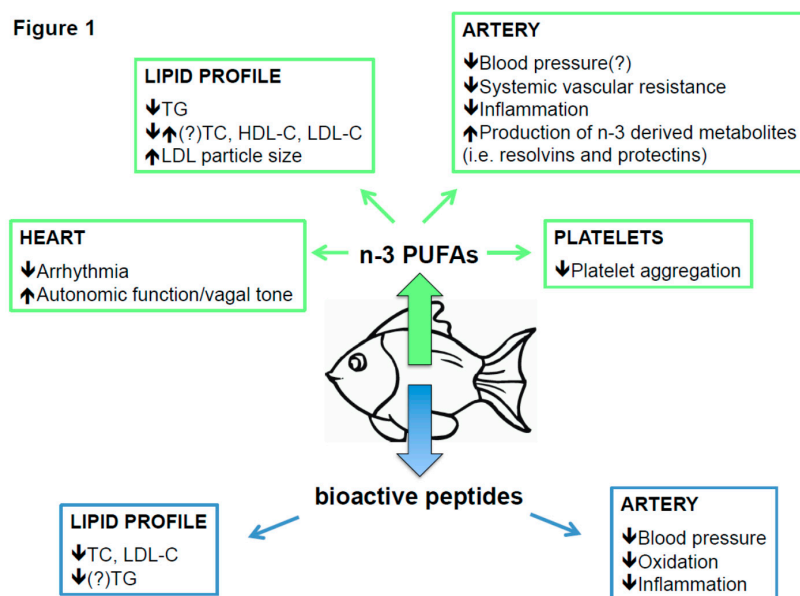 Figure 1
LIPID PROFILE
↓TG
↓↑(?)TC, HDL-C, LDL-C
↑LDL particle size
ARTERY
↓Blood pressure(?)
↓Systemic vascular resistance
↓Inflammation
↑Production of n-3 derived metabolites
(i.e. resolvins and protectins)
HEART
↓Arrhythmia
↑Autonomic function/vagal tone
n-3 PUFAs
PLATELETS
↓Platelet aggregation
bioactive peptides
LIPID PROFILE
↓TC, LDL-C
↓(?)TG
ARTERY
↓Blood pressure
↓Oxidation
↓Inflammation